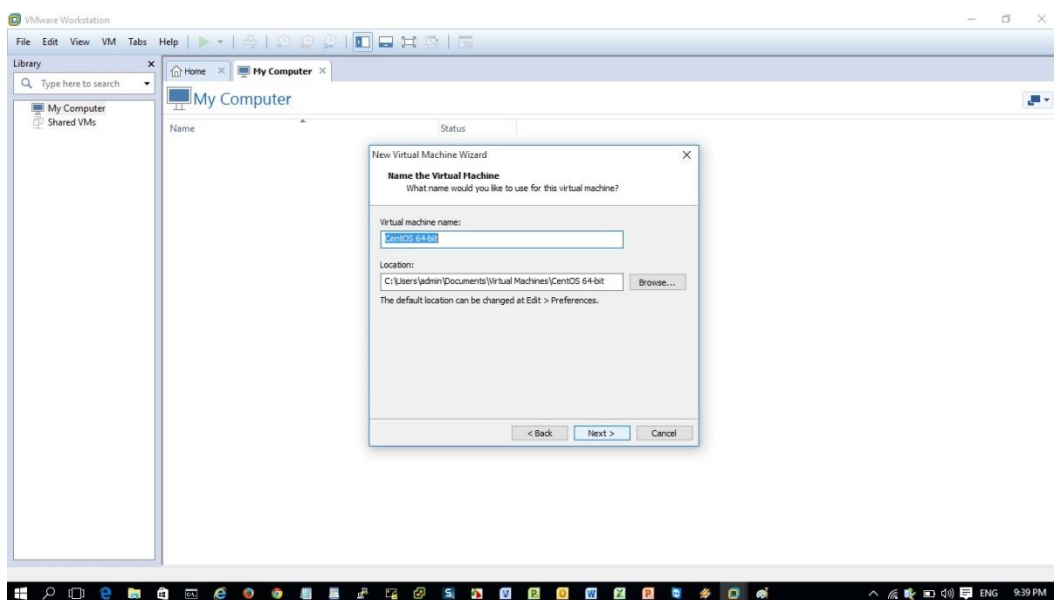 VMware Workstation
File Edit View VM Tabs Help
Library
Home
My Computer
Type here to search
My Computer
My Computer
Shared VMs
Name Status
New Virtual Machine Wizard
Name the Virtual Machine
What name would you like to use for this virtual machine?
Virtual machine name:
CentOS 64-bit
Location:
C:\Users\admin\Documents\Virtual Machines\CentOS 64-bit Browse...
The default location can be changed at Edit > Preferences.
< Back Next > Cancel
ENG 9:39 PM